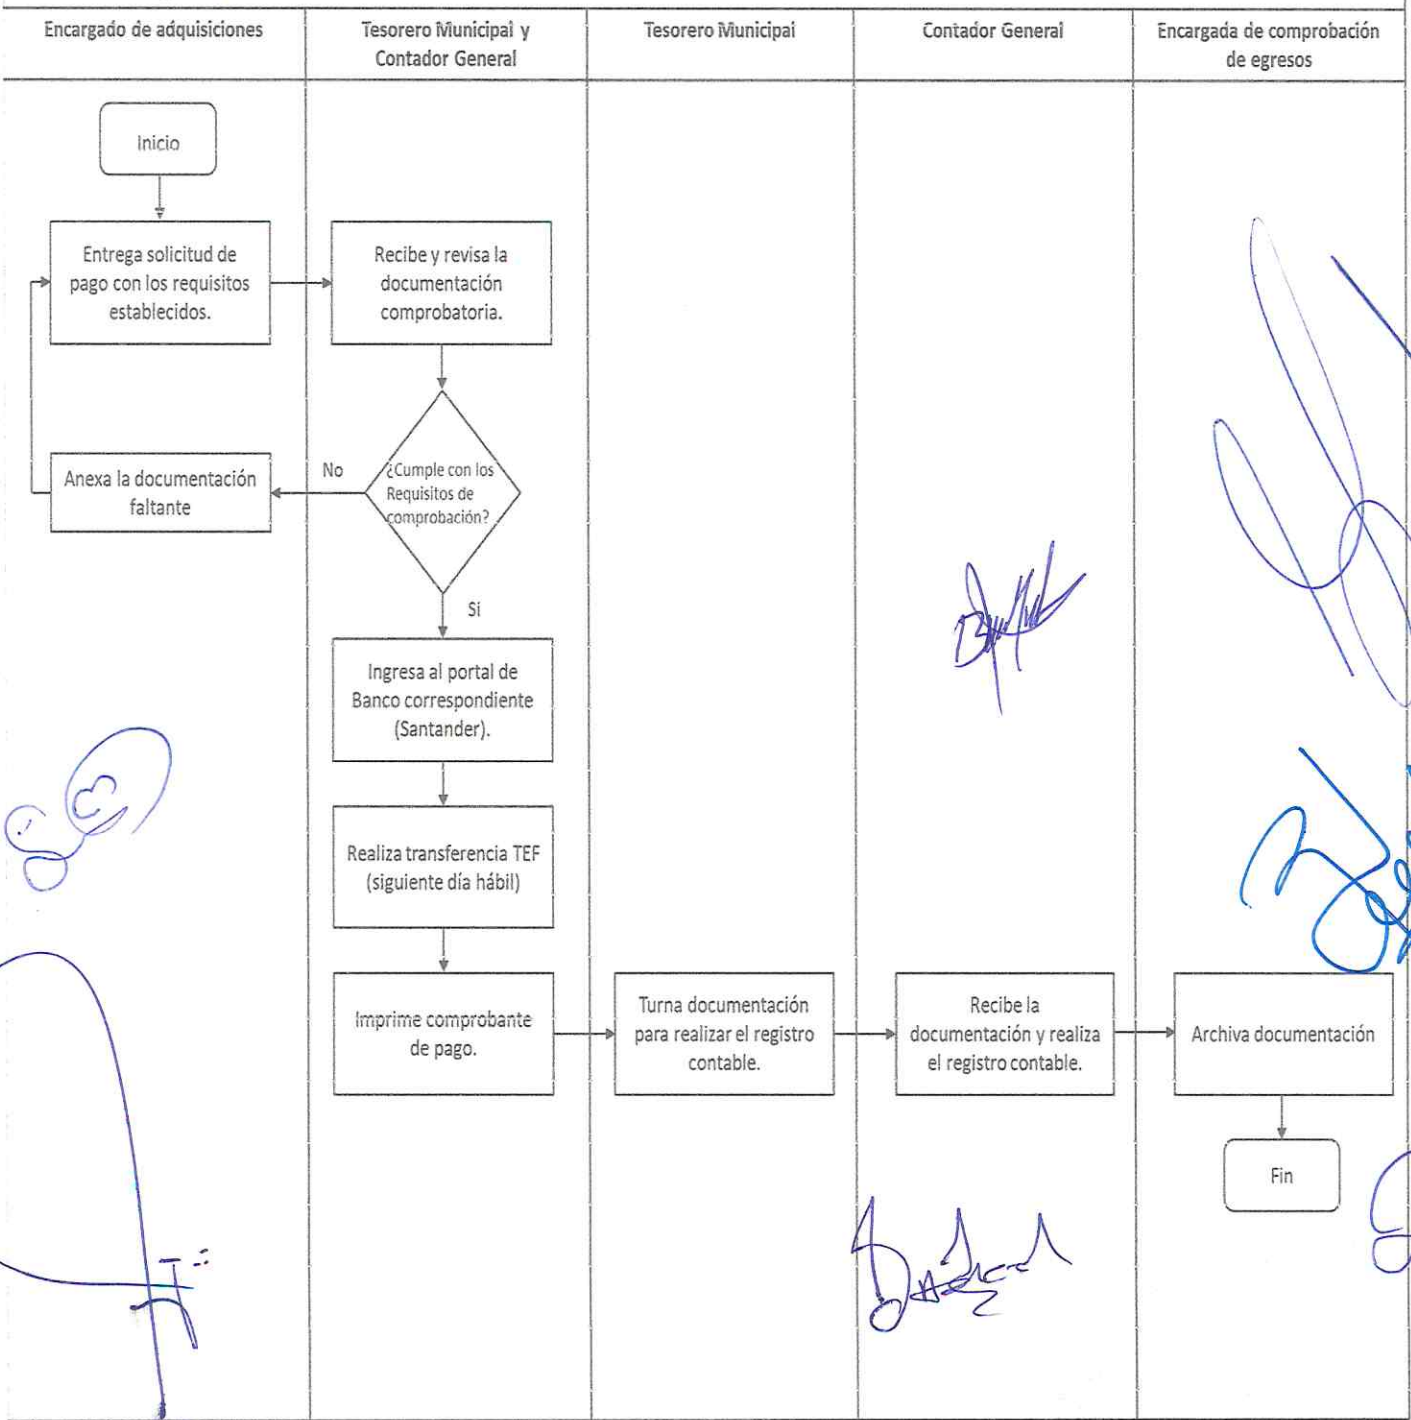 Encargado de adquisiciones
Tesorero Municipal y
Contador General
Tesorero Municipal
Contador General
Encargada de comprobación
de egresos
Inicio
Entrega solicitud de
pago con los requisitos
establecidos.
Recibe y revisa la
documentación
comprobatoria.
¿Cumple con los
Requisitos de
comprobación?
No
Anexa la documentación
faltante
Si
Ingresa al portal de
Banco correspondiente
(Santander).
Realiza transferencia TEF
(siguiente día hábil)
Imprime comprobante
de pago.
Turna documentación
para realizar el registro
contable.
Recibe la
documentación y realiza
el registro contable.
Archiva documentación
Fin